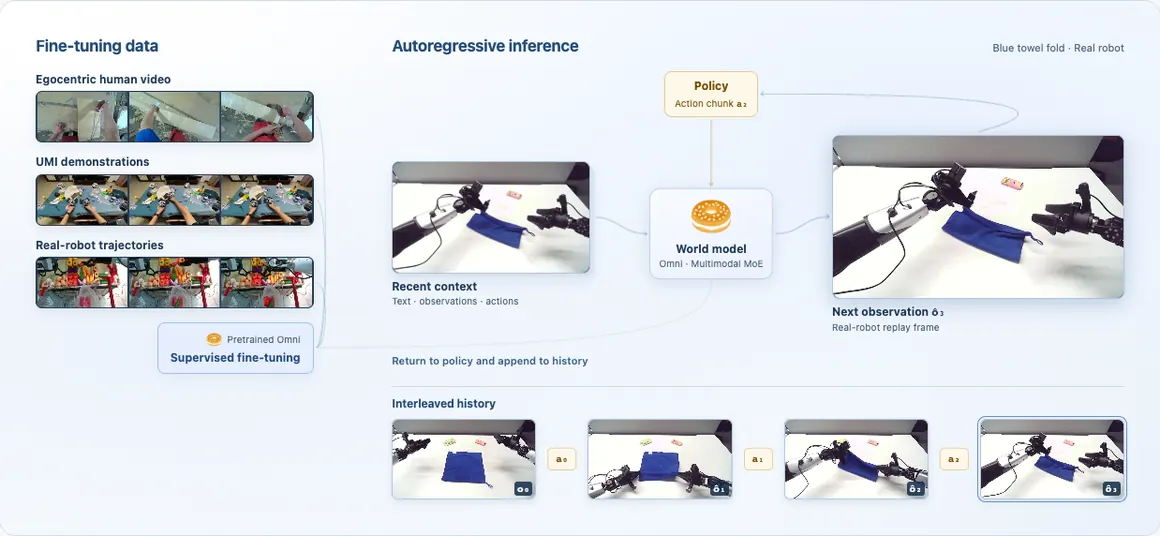 Fine-tuning data
Egocentric human video
UMI demonstrations
Real-robot trajectories
Pretrained Omni
Supervised fine-tuning
Autoregressive inference
Blue towel fold · Real robot
Policy
Action chunk a₂
World model
Omni · Multimodal MoE
Recent context
Text · observations · actions
Next observation ô₃
Real-robot replay frame
Return to policy and append to history
Interleaved history
o₀
a₀
ô₁
a₁
ô₂
a₂
ô₃